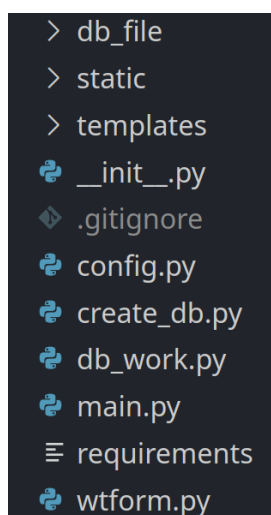 db_file
static
templates
__init__.py
.gitignore
config.py
create_db.py
db_work.py
main.py
requirements
wtform.py